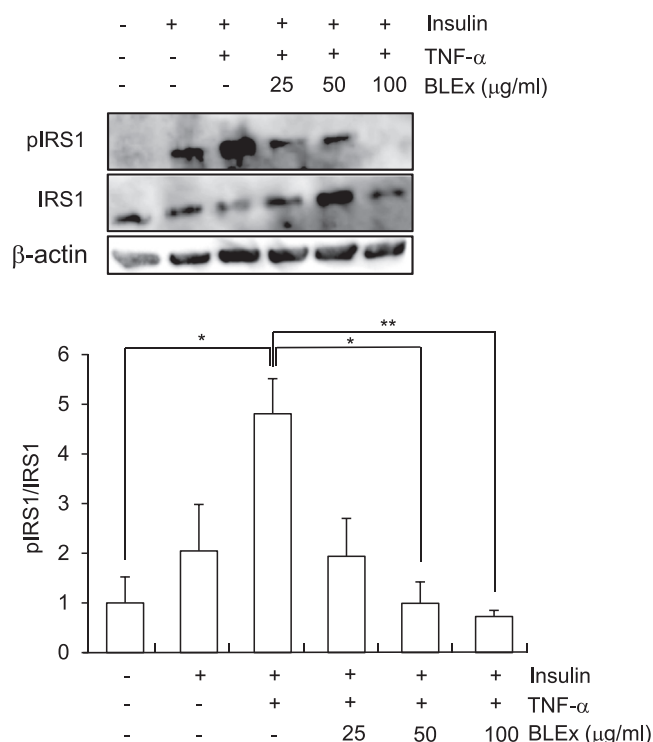 - + + + + + Insulin
- - + + + + TNF-α
- - - 25 50 100 BLEx (μg/ml)
pIRS1
IRS1
β-actin
**
* *
6
5
4
3
2
1
0
pIRS1/IRS1
- + + + + + Insulin
- - + + + + TNF-α
- - - 25 50 100 BLEx (μg/ml)